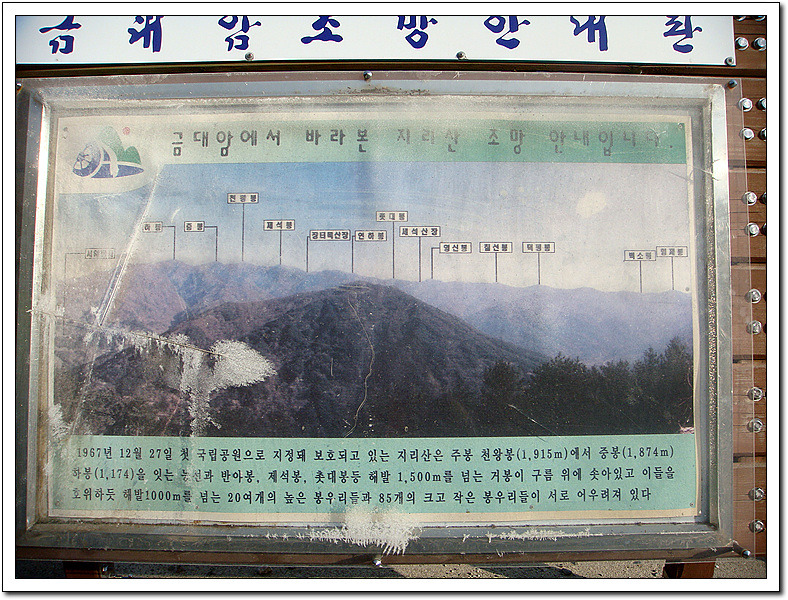 금대암조망안내판
금대암에서 바라본 지리산 조망 안내입니다.
하봉
중봉
천왕봉
제석봉
장터목산장
연하봉
촛대봉
세석산장
영신봉
칠선봉
덕평봉
1967년 12월 27일 첫 국립공원으로 지정돼 보호되고 있는 지리산은 주봉 천왕봉(1,915m)에서 중봉(1,874m)
하봉(1,174)을 잇는 능선과 반야봉, 제석봉, 촛대봉등 해발 1,500m를 넘는 거봉이 구름 위에 솟아있고 이들을
호위하듯 해발1000m를 넘는 20여개의 높은 봉우리들과 85개의 크고 작은 봉우리들이 서로 어우러져 있다